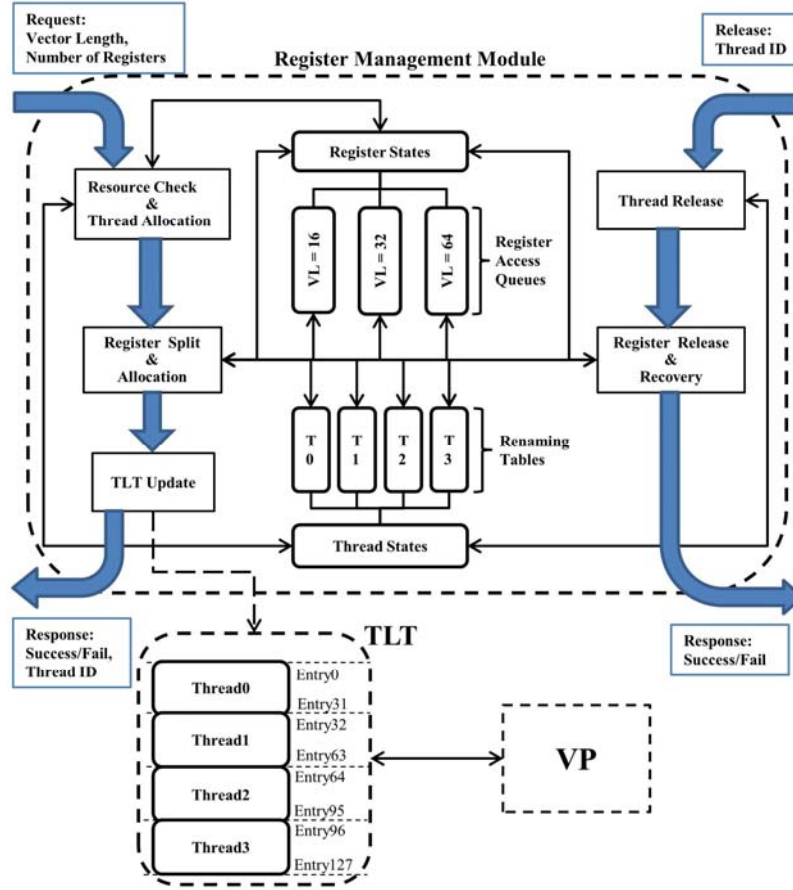 Request:
Vector Length,
Number of Registers
Release:
Thread ID
Register Management Module
Register States
Resource Check
&
Thread Allocation
Thread Release
VL = 16
VL = 32
VL = 64
Register
Access
Queues
Register Split
&
Allocation
Register Release
&
Recovery
T
0
T
1
T
2
T
3
Renaming
Tables
TLT Update
Thread States
Response:
Success/Fail,
Thread ID
Response:
Success/Fail
TLT
Thread0
Entry0
Entry31
Thread1
Entry32
Entry63
Thread2
Entry64
Entry95
Thread3
Entry96
Entry127
VP